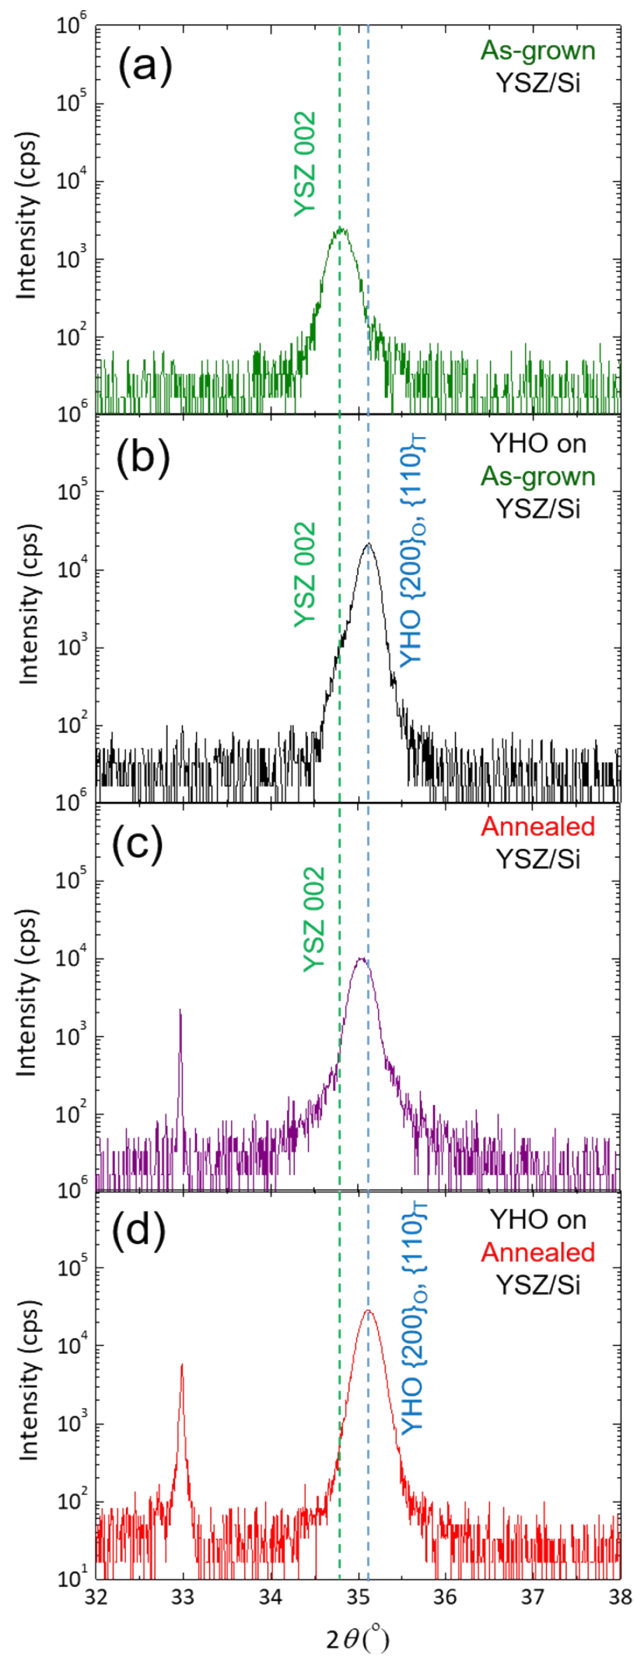 10⁶
(a)
As-grown
YSZ/Si
10⁵
YSZ 002
10⁴
Intensity (cps)
10³
10²
10⁶
(b)
YHO on
As-grown
YSZ/Si
10⁵
YSZ 002
YHO {200}O, {110}T
10⁴
Intensity (cps)
10³
10²
10⁶
(c)
Annealed
YSZ/Si
10⁵
YSZ 002
10⁴
Intensity (cps)
10³
10²
10⁶
(d)
YHO on
Annealed
YSZ/Si
10⁵
YHO {200}O, {110}T
10⁴
Intensity (cps)
10³
10²
10¹
32 33 34 35 36 37 38
2θ(°)